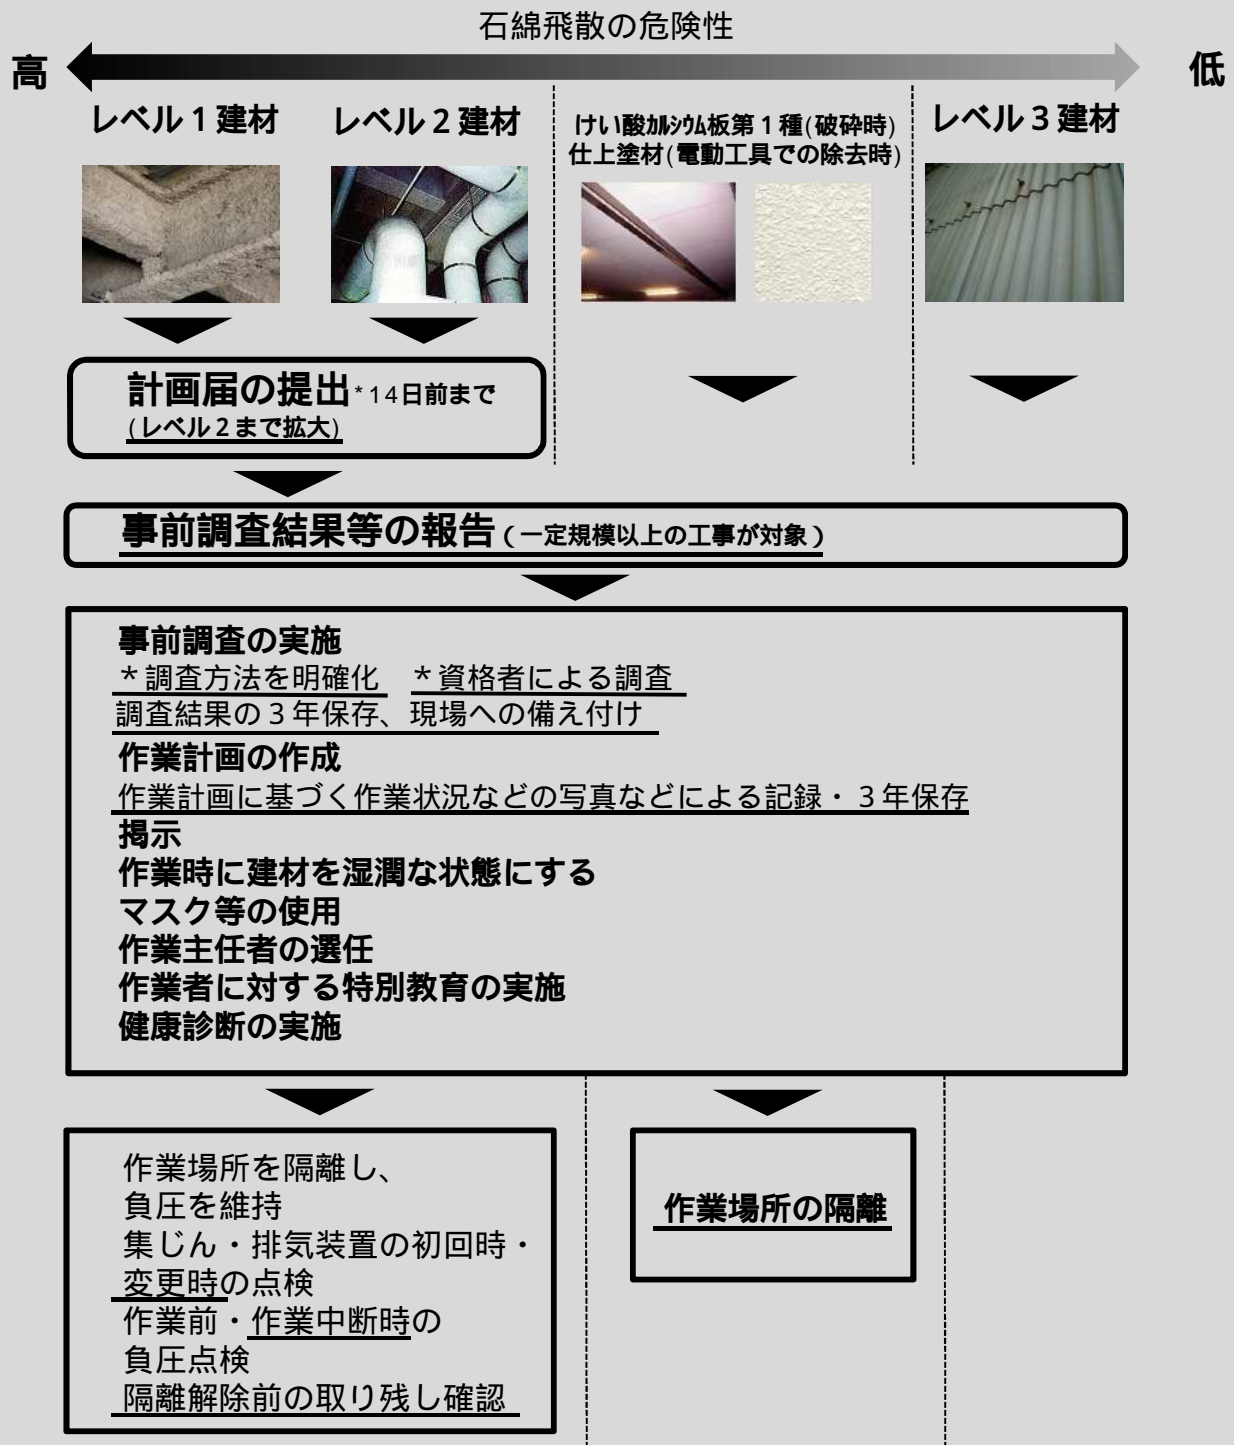 石綿飛散の危険性
高
低
レベル1建材
レベル2建材
けい酸カルシウム板第1種(破砕時)
仕上塗材(電動工具での除去時)
レベル3建材
計画届の提出*14日前まで
(レベル2まで拡大)
事前調査結果等の報告(一定規模以上の工事が対象)
事前調査の実施
*調査方法を明確化 *資格者による調査
調査結果の3年保存、現場への備え付け
作業計画の作成
作業計画に基づく作業状況などの写真などによる記録・3年保存
掲示
作業時に建材を湿潤な状態にする
マスク等の使用
作業主任者の選任
作業者に対する特別教育の実施
健康診断の実施
作業場所を隔離し、
負圧を維持
集じん・排気装置の初回時・
変更時の点検
作業前・作業中断時の
負圧点検
隔離解除前の取り残し確認
作業場所の隔離